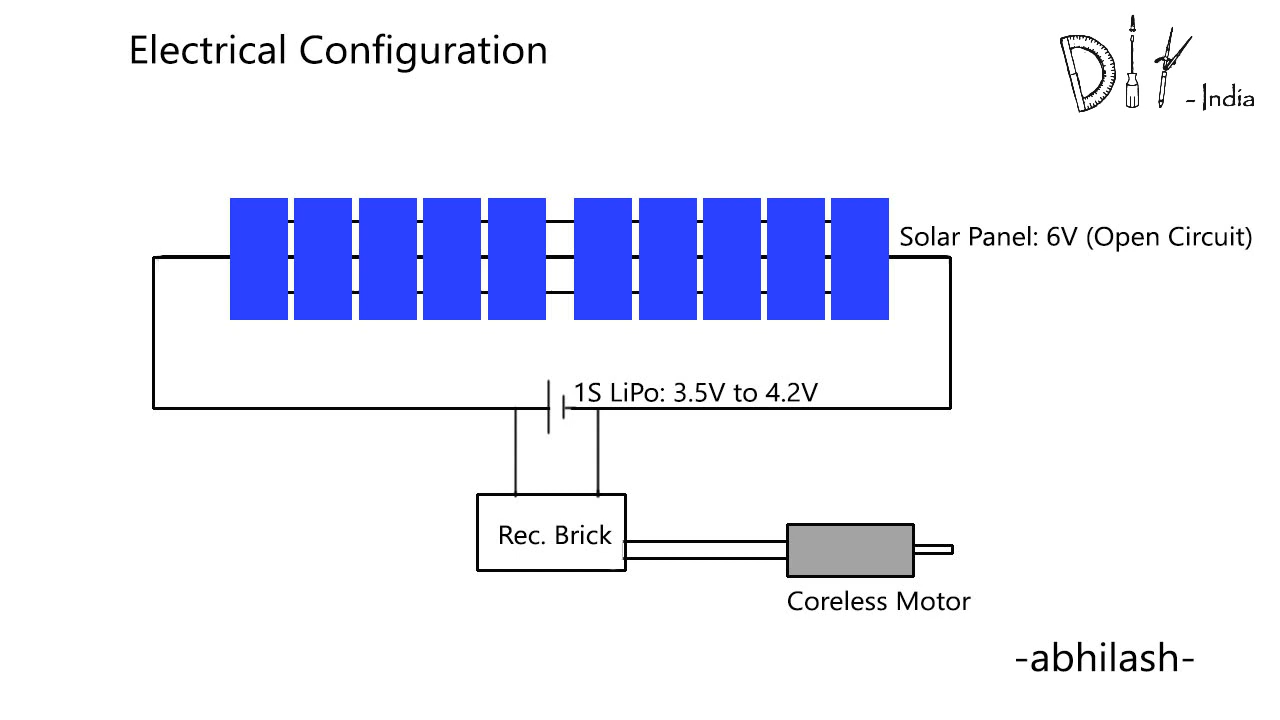 Electrical Configuration
DIY - India
Solar Panel: 6V (Open Circuit)
1S LiPo: 3.5V to 4.2V
Rec. Brick
Coreless Motor
-abhilash-